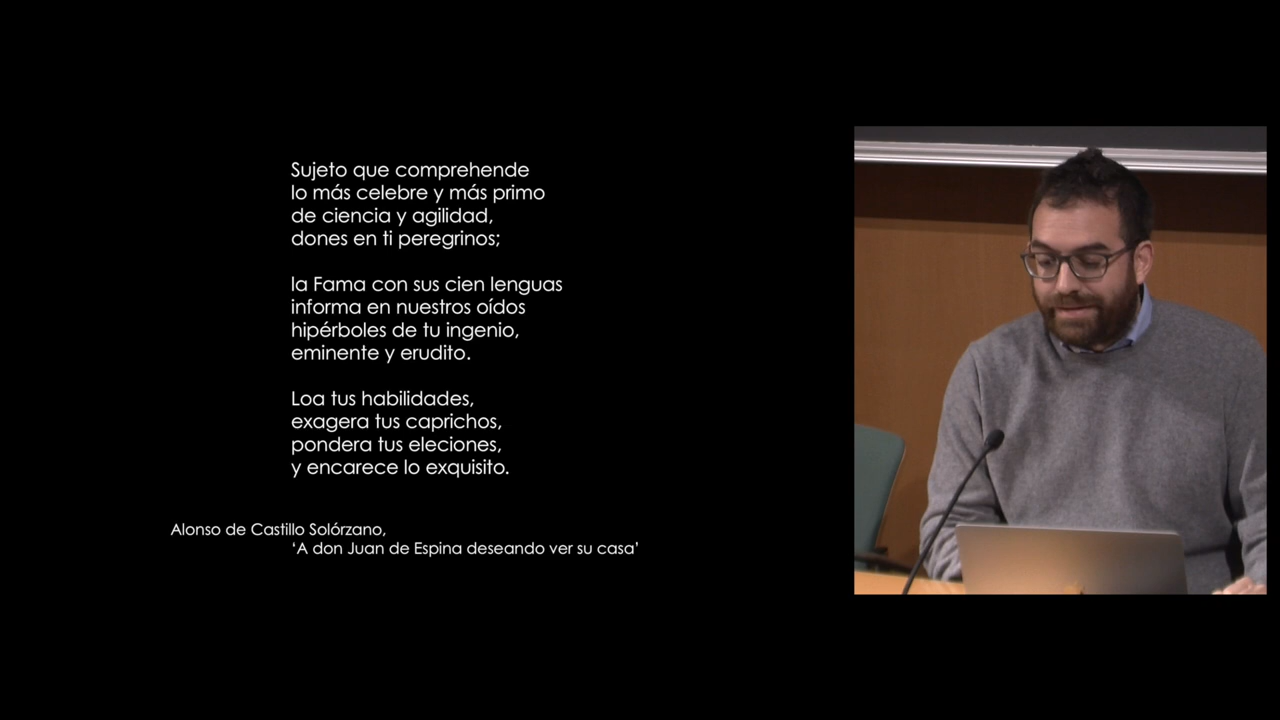 Sujeto que comprehende
lo más celebre y más primo
de ciencia y agilidad,
dones en ti peregrinos;
la Fama con sus cien lenguas
informa en nuestros oídos
hipérboles de tu ingenio,
eminente y erudito.
Loa tus habilidades,
exagera tus caprichos,
pondera tus eleciones,
y encarece lo exquisito.
Alonso de Castillo Solórzano,
‘A don Juan de Espina deseando ver su casa’